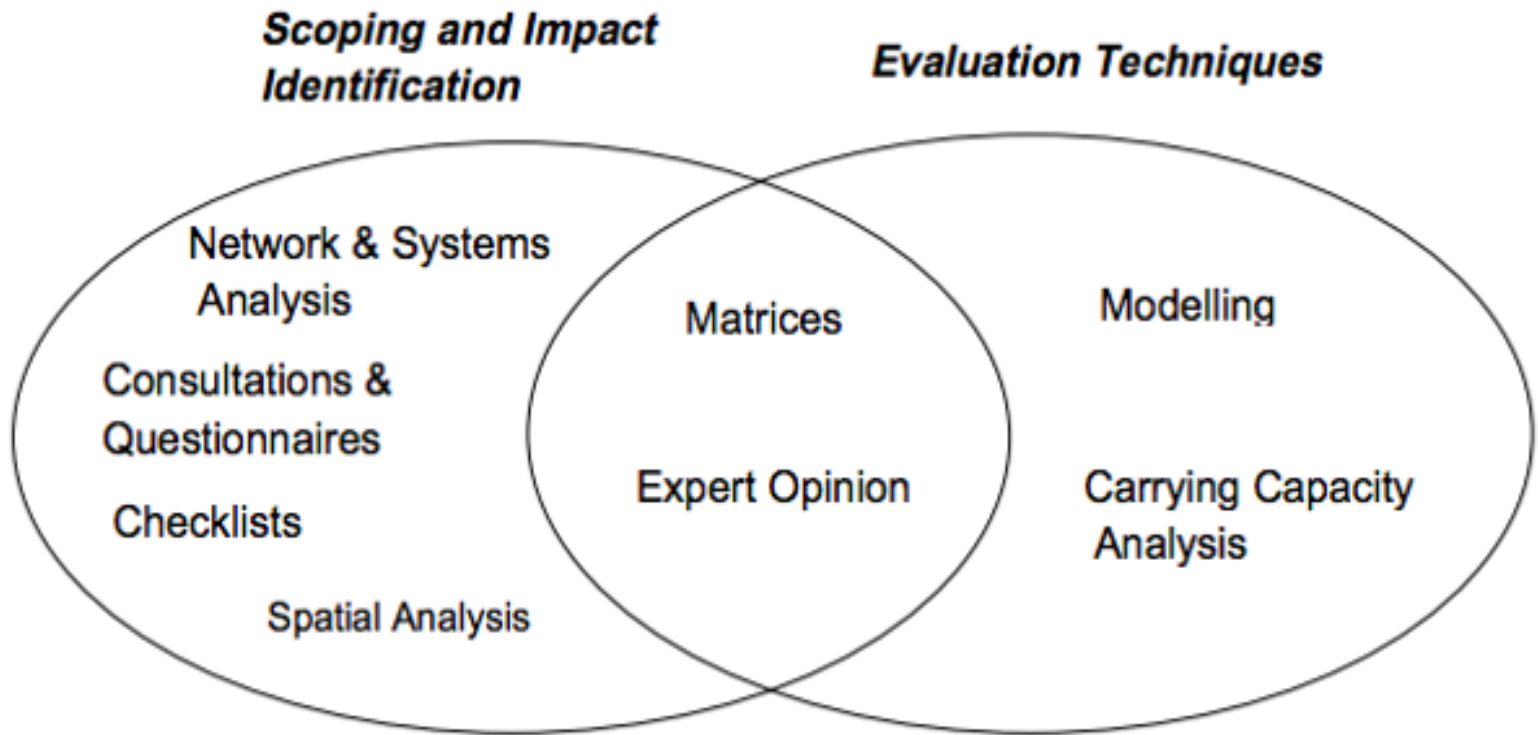 Scoping and Impact
Identification
Evaluation Techniques
Network & Systems
Analysis
Consultations &
Questionnaires
Checklists
Spatial Analysis
Matrices
Expert Opinion
Modelling
Carrying Capacity
Analysis